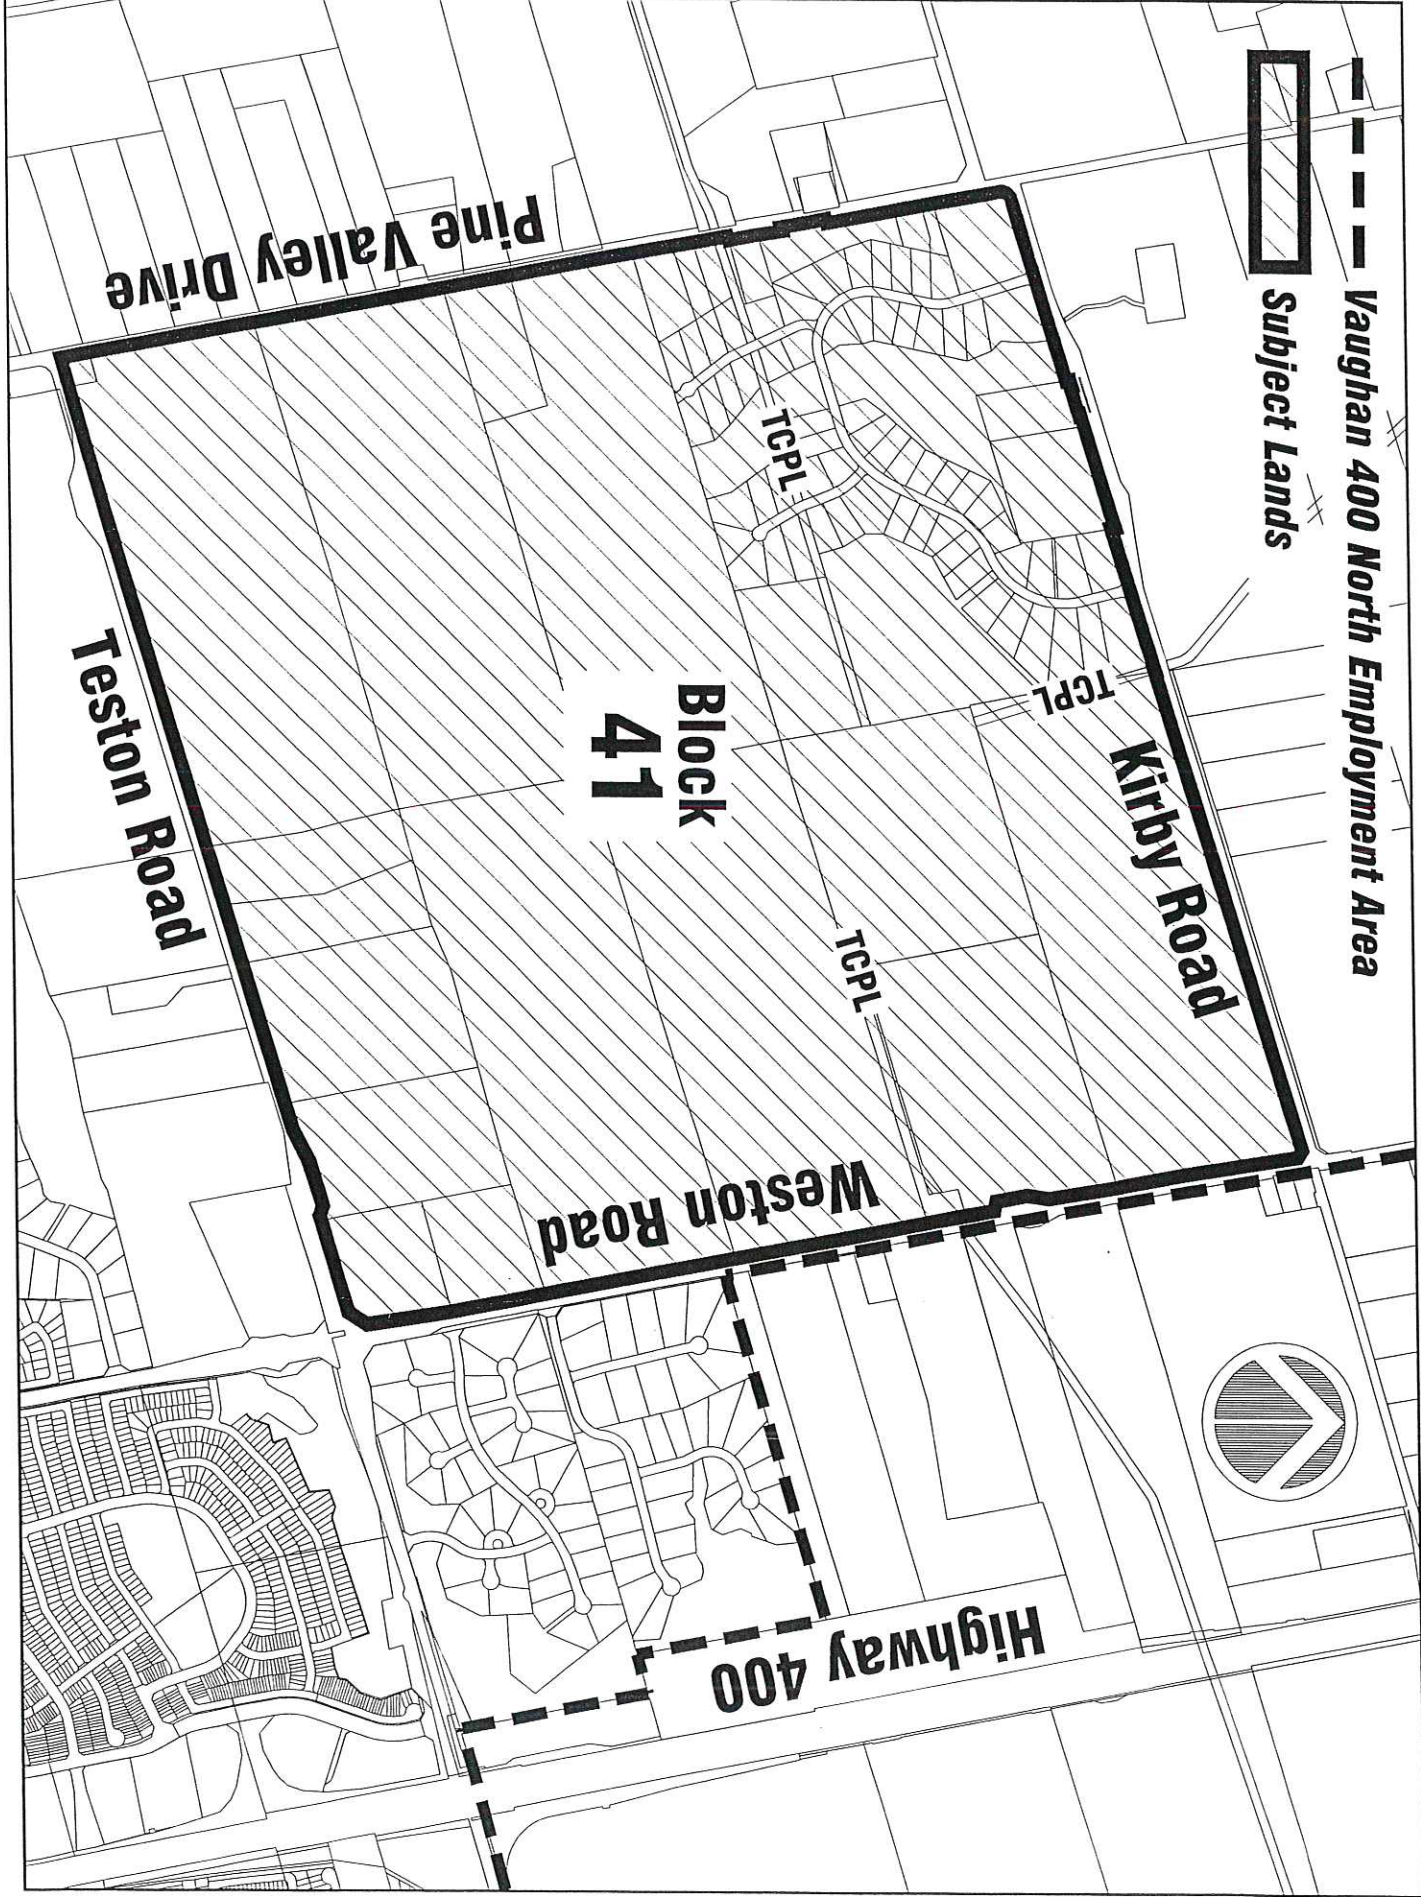 Vaughan 400 North Employment Area
Subject Lands
Kirby Road
TCPL
TCPL
TCPL
Block
41
Pine Valley Drive
Weston Road
Teston Road
Highway 400